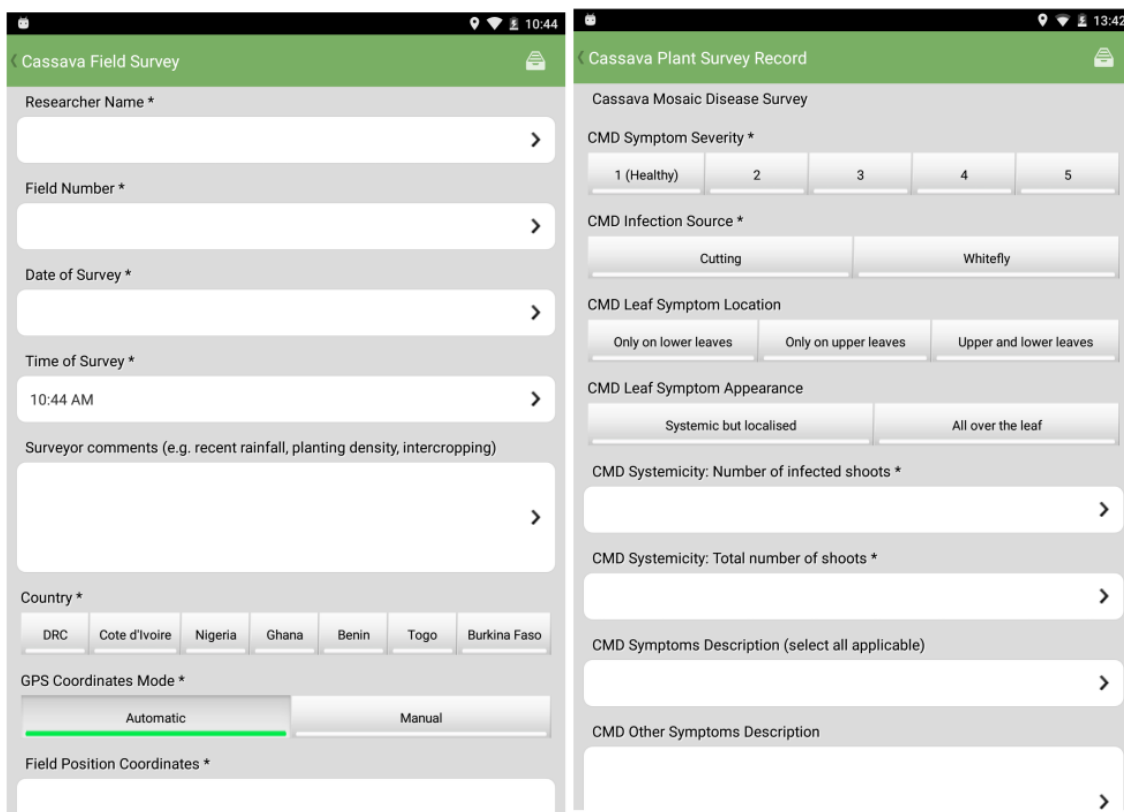 10:44
Cassava Field Survey
Researcher Name *
Field Number *
Date of Survey *
Time of Survey *
10:44 AM
Surveyor comments (e.g. recent rainfall, planting density, intercropping)
Country *
DRC Cote d'Ivoire Nigeria Ghana Benin Togo Burkina Faso
GPS Coordinates Mode *
Automatic Manual
Field Position Coordinates *
13:42
Cassava Plant Survey Record
Cassava Mosaic Disease Survey
CMD Symptom Severity *
1 (Healthy) 2 3 4 5
CMD Infection Source *
Cutting Whitefly
CMD Leaf Symptom Location
Only on lower leaves Only on upper leaves Upper and lower leaves
CMD Leaf Symptom Appearance
Systemic but localised All over the leaf
CMD Systemicity: Number of infected shoots *
CMD Systemicity: Total number of shoots *
CMD Symptoms Description (select all applicable)
CMD Other Symptoms Description